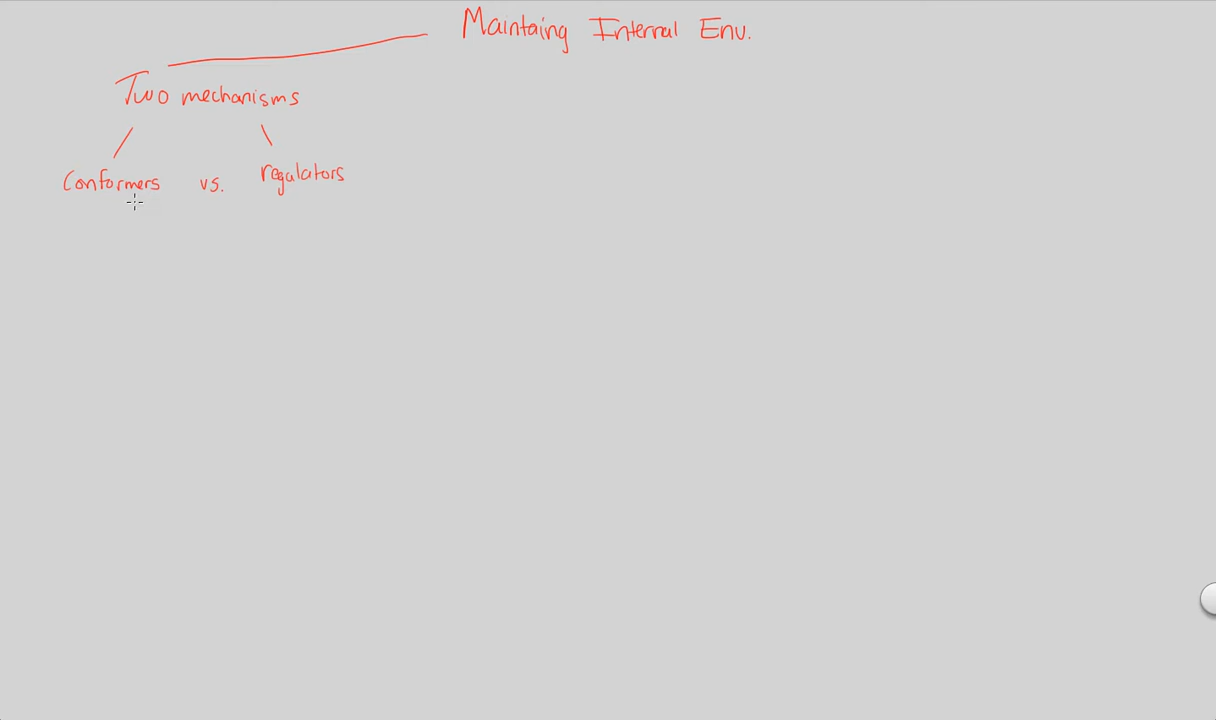 Maintaing Internal Env.
Two mechanisms
Conformers vs. regulators